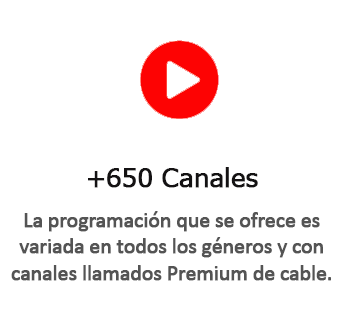 +650 Canales
La programación que se ofrece es
variada en todos los géneros y con
canales llamados Premium de cable.